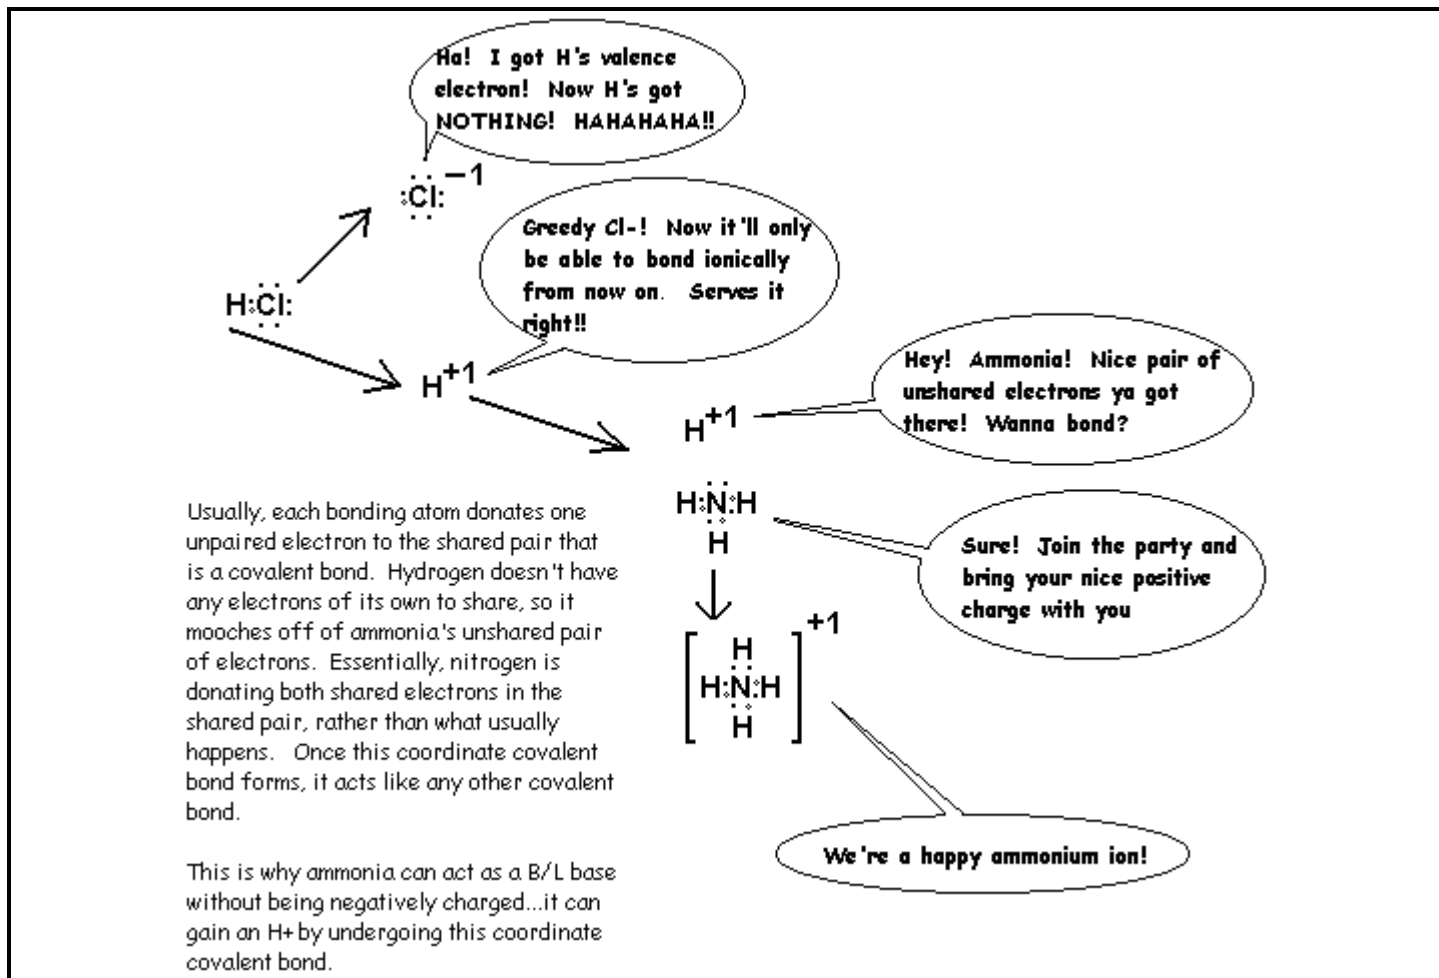 Ha! I got H's valence
electron! Now H's got
NOTHING! HAHAHAHA!!
:Cl: −1
Greedy Cl-! Now it'll only
be able to bond ionically
from now on. Serves it
right!!
H:Cl:
H+1
Hey! Ammonia! Nice pair of
unshared electrons ya got
there! Wanna bond?
H+1
H:N:H
H
Sure! Join the party and
bring your nice positive
charge with you
+1
H
H:N:H
H
We're a happy ammonium ion!
Usually, each bonding atom donates one
unpaired electron to the shared pair that
is a covalent bond. Hydrogen doesn't have
any electrons of its own to share, so it
mooches off of ammonia's unshared pair
of electrons. Essentially, nitrogen is
donating both shared electrons in the
shared pair, rather than what usually
happens. Once this coordinate covalent
bond forms, it acts like any other covalent
bond.
This is why ammonia can act as a B/L base
without being negatively charged...it can
gain an H+ by undergoing this coordinate
covalent bond.